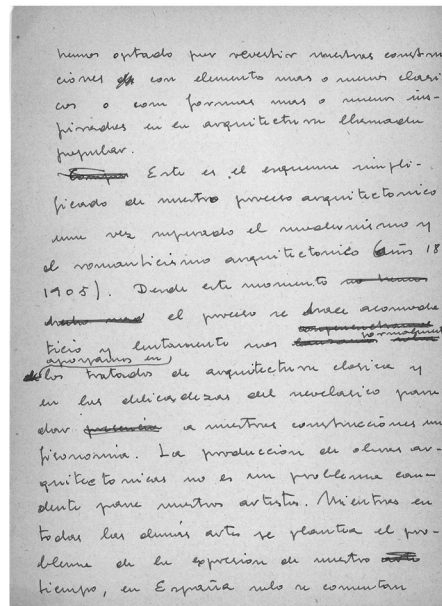 hemos optado por revestir nuestras constru
ciones con elemento mas o menos clasi
cos o con formas mas o menos ins-
piradas en en arquitectura llamada
popular.
Este es el esquema simpli-
ficado de nuestro proceso arquitectonico
una vez superado el modernismo y
el romanticismo arquitectonico (años 18
1905). Desde este momento
el proceso se hace acomoda
ticio y lentamente nos
apoyamos en
los tratados de arquitectura clasica y
en las delicadezas del neoclasico para
dar a nuestras construcciones una
fisonomia. La produccion de obras ar-
quitectonicas no es un problema can-
dente para nuestros artistas. Mientras en
todas las demás artes se plantea el pro-
blema de la expresion de nuestro
tiempo, en España solo se comentan